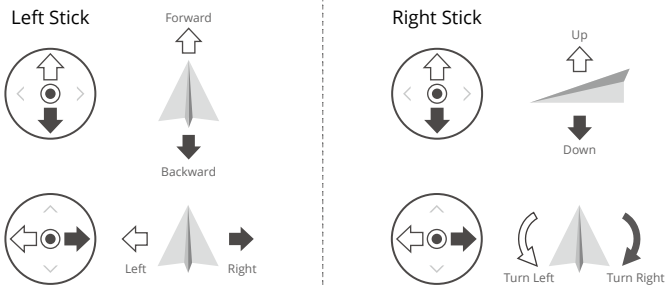 Left Stick
Forward
Backward
Left
Right
Right Stick
Up
Down
Turn Left
Turn Right